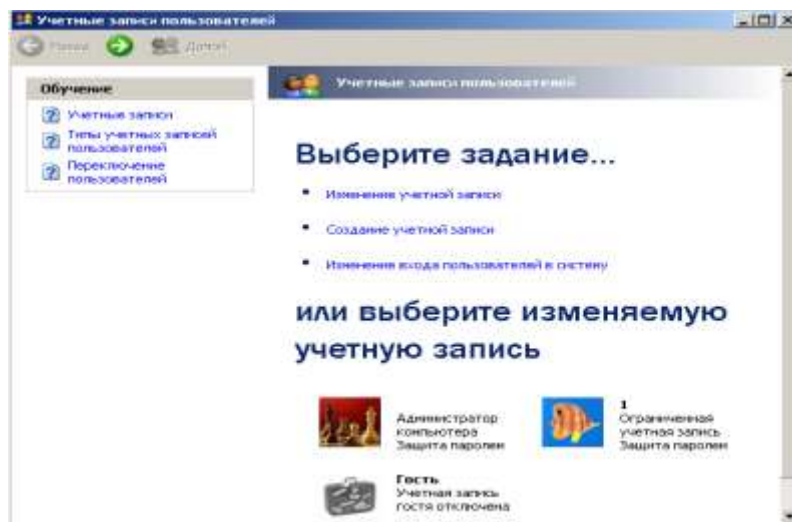 Учетные записи пользователей
Назад
Домой
Обучение
Учетные записи
Типы учетных записей
пользователей
Переключение
пользователей
Учетные записи пользователей
Выберите задание...
Изменение учетной записи
Создание учетной записи
Изменение входа пользователей в систему
или выберите изменяемую
учетную запись
Администратор
компьютера
Защита паролем
1
Ограниченная
учетная запись
Защита паролем
Гость
Учетная запись
гостя отключена